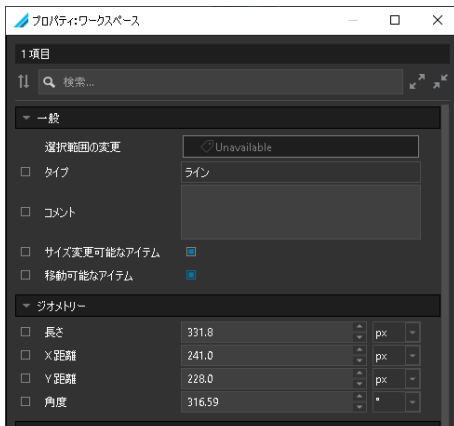 プロパティ:ワークスペース
1 項目
検索...
一般
選択範囲の変更 Unavailable
タイプ ライン
コメント
サイズ変更可能なアイテム
移動可能なアイテム
ジオメトリー
長さ 331.8 px
X 距離 241.0 px
Y 距離 228.0 px
角度 316.59 °